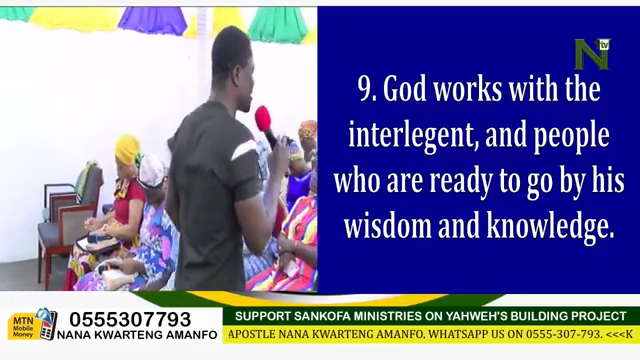 N tv
9. God works with the
interlegent, and people
who are ready to go by his
wisdom and knowledge.
MTN
Mobile
Money
0555307793
NANA KWARTENG AMANFO
SUPPORT SANKOFA MINISTRIES ON YAHWEH'S BUILDING PROJECT
APOSTLE NANA KWARTENG AMANFO, WHATSAPP US ON 0555-307-793. <<<K